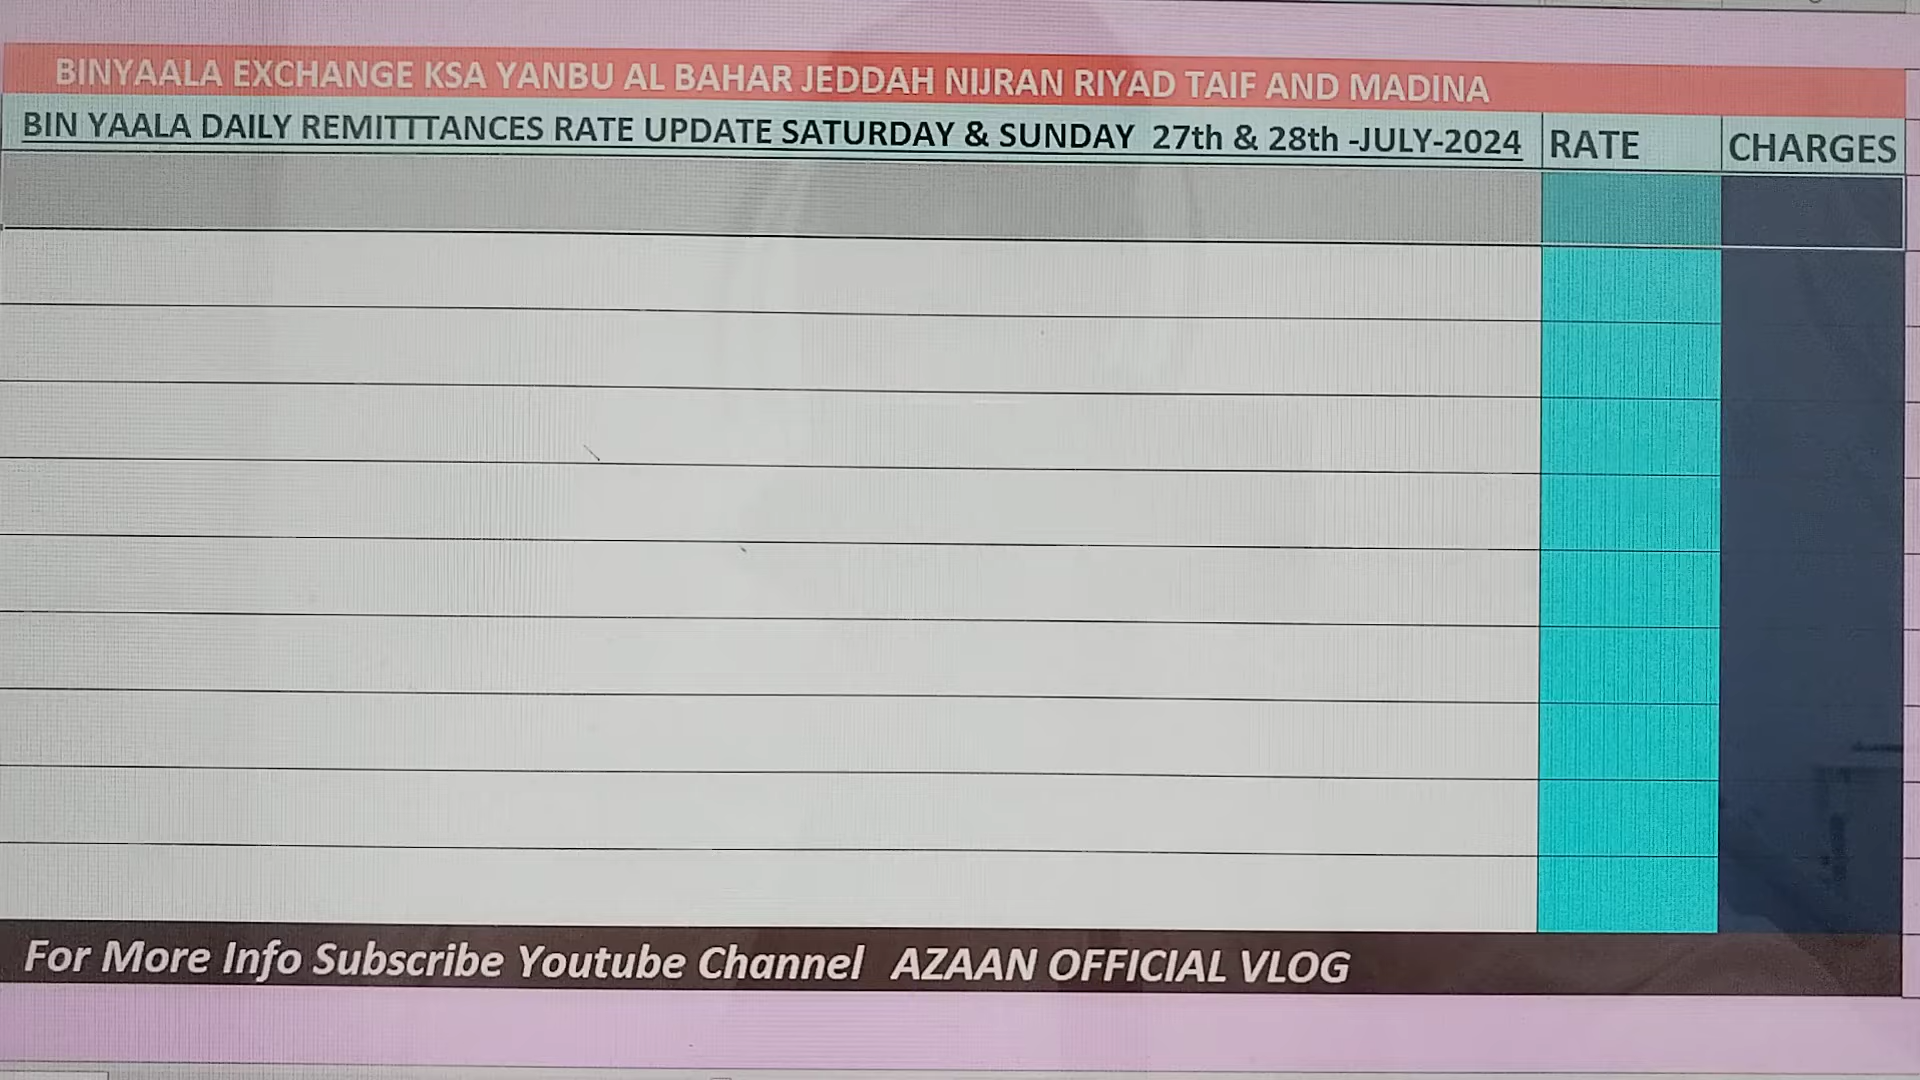 BINYAALA EXCHANGE KSA YANBU AL BAHAR JEDDAH NIJRAN RIYAD TAIF AND MADINA
BIN YAALA DAILY REMITTTANCES RATE UPDATE SATURDAY & SUNDAY 27th & 28th -JULY-2024 RATE CHARGES
For More Info Subscribe Youtube Channel AZAAN OFFICIAL VLOG